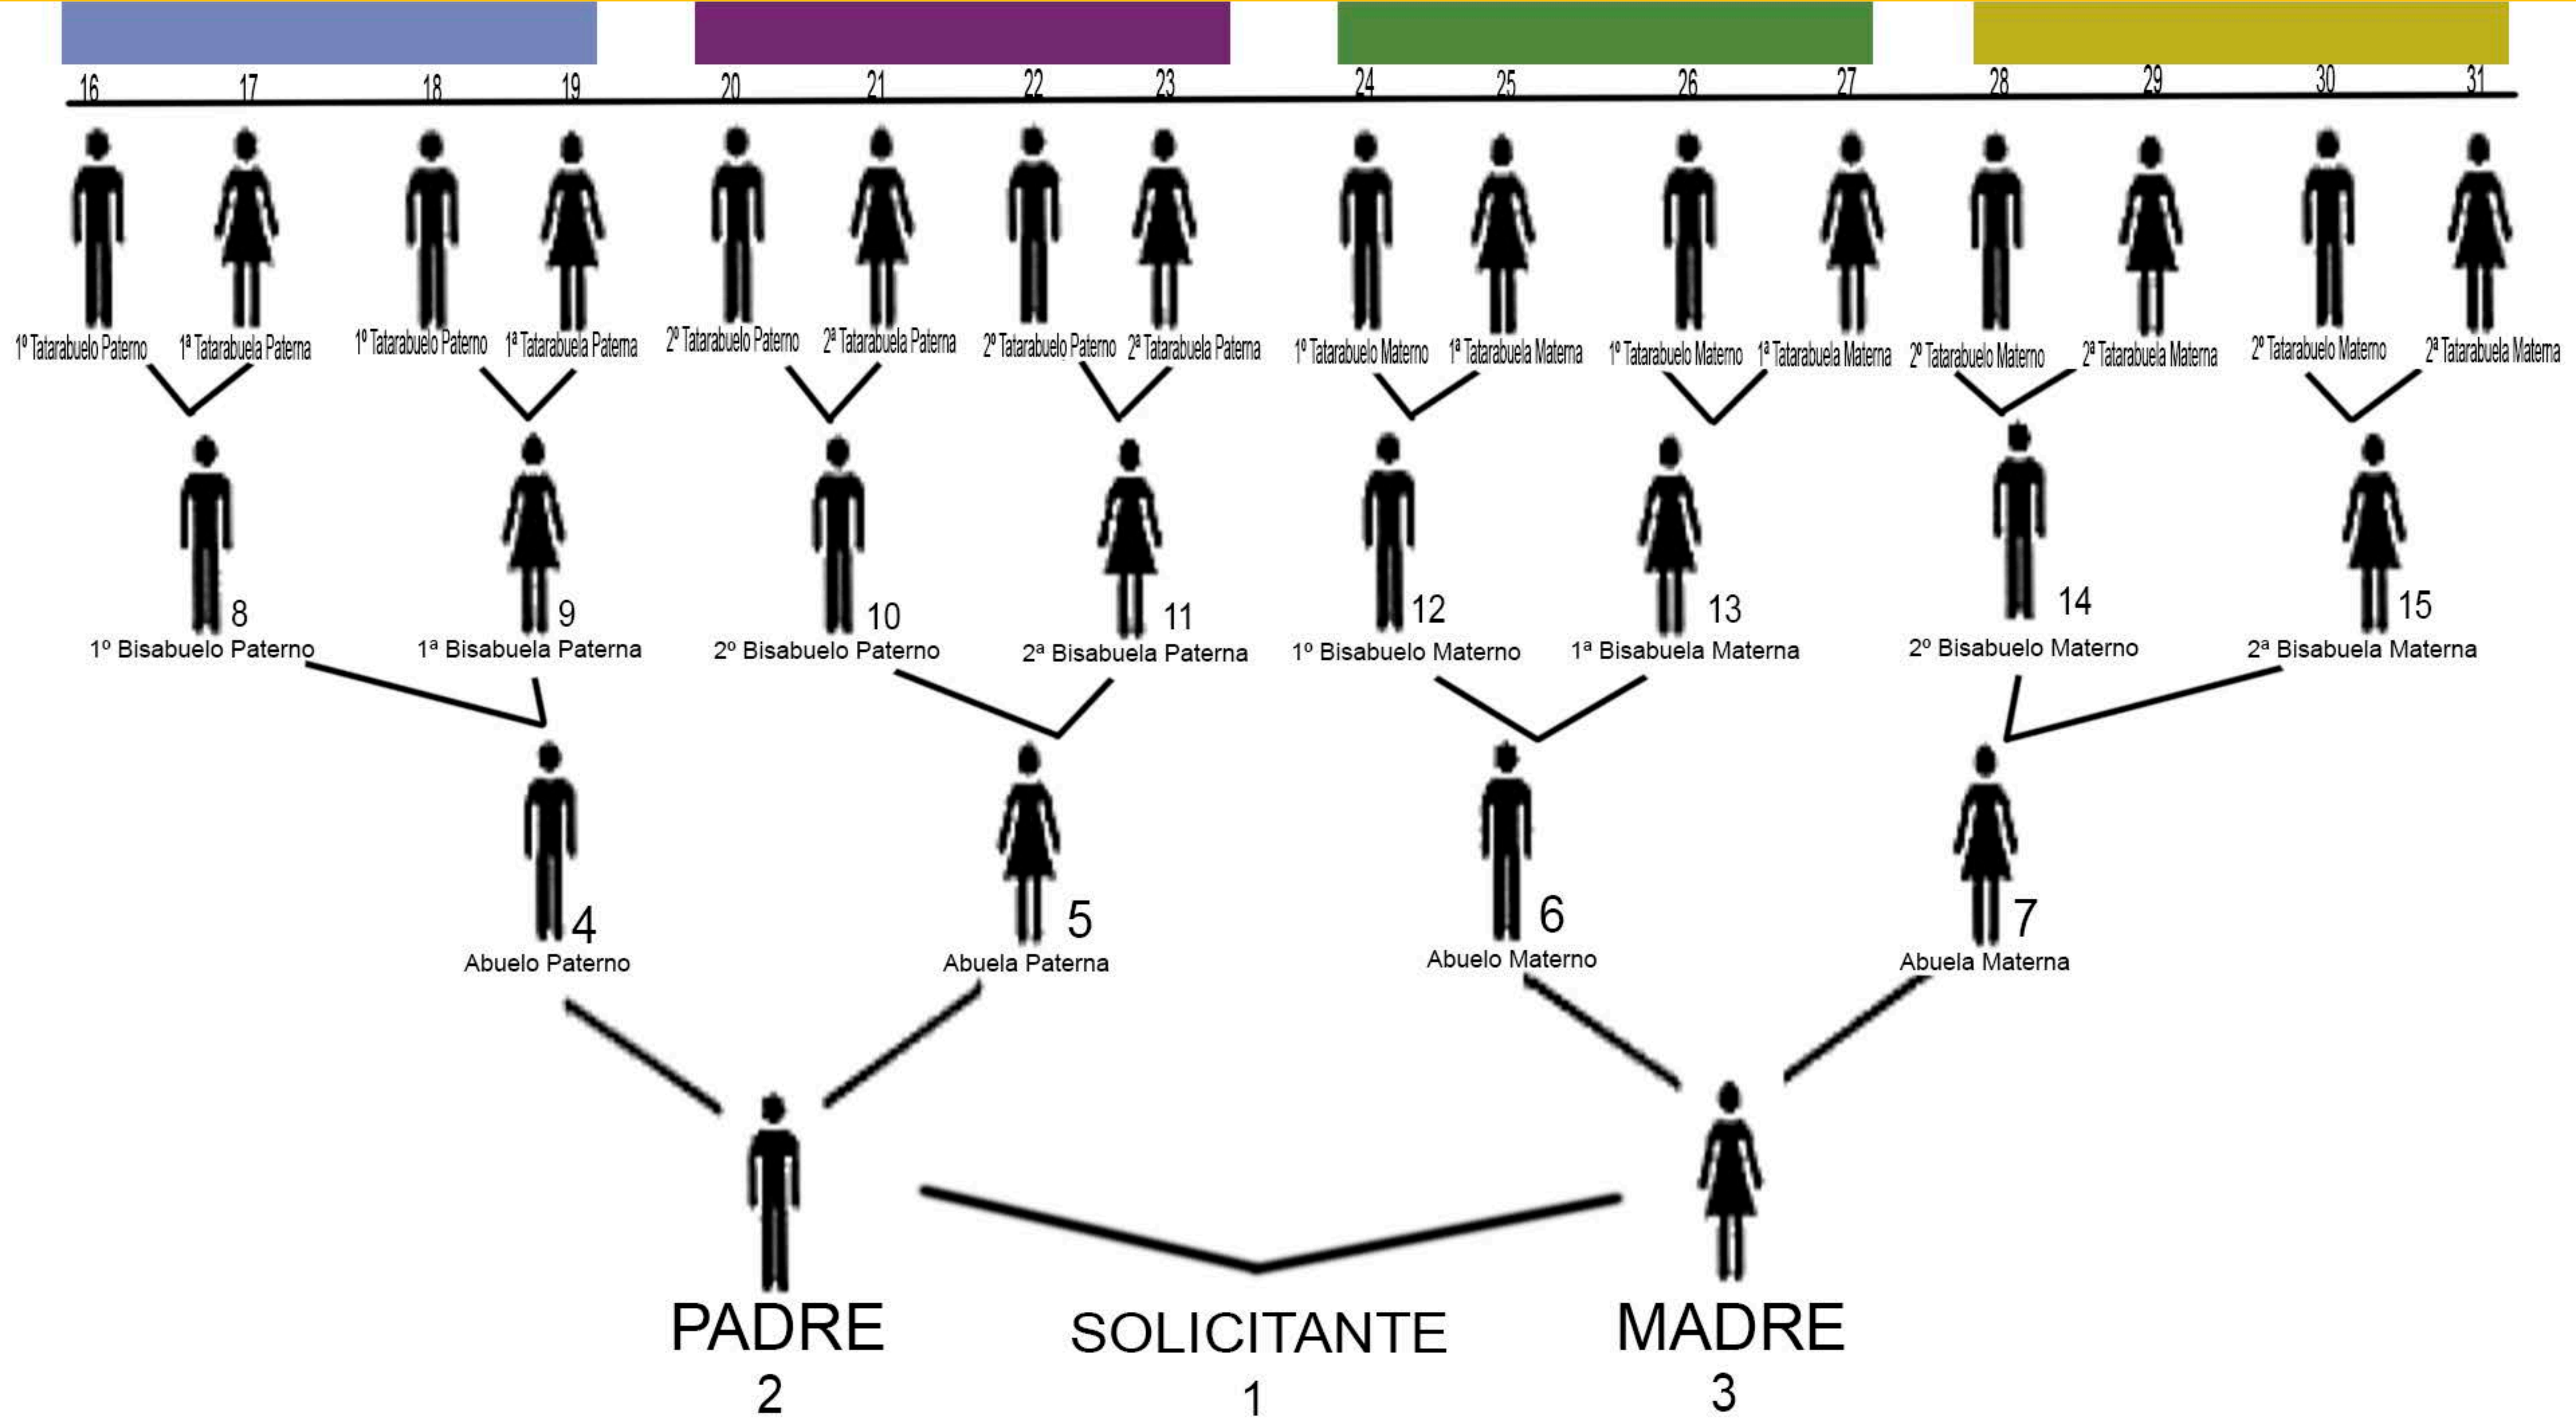 16 17 18 19 20 21 22 23 24 25 26 27 28 29 30 31
1º Tatarabuelo Paterno 1ª Tatarabuela Paterna 1º Tatarabuelo Paterno 1ª Tatarabuela Paterna 2º Tatarabuelo Paterno 2ª Tatarabuela Paterna 2º Tatarabuelo Paterno 2ª Tatarabuela Paterna 1º Tatarabuelo Materno 1ª Tatarabuela Materna 1º Tatarabuelo Materno 1ª Tatarabuela Materna 2º Tatarabuelo Materno 2ª Tatarabuela Materna 2º Tatarabuelo Materno 2ª Tatarabuela Materna
8 9 10 11 12 13 14 15
1º Bisabuelo Paterno 1ª Bisabuela Paterna 2º Bisabuelo Paterno 2ª Bisabuela Paterna 1º Bisabuelo Materno 1ª Bisabuela Materna 2º Bisabuelo Materno 2ª Bisabuela Materna
4 5 6 7
Abuelo Paterno Abuela Paterna Abuelo Materno Abuela Materna
PADRE SOLICITANTE MADRE
2 1 3